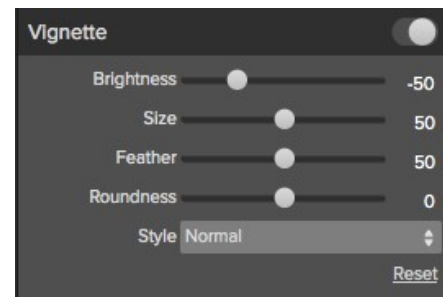 Vignette
Brightness -50
Size 50
Feather 50
Roundness 0
Style Normal
Reset